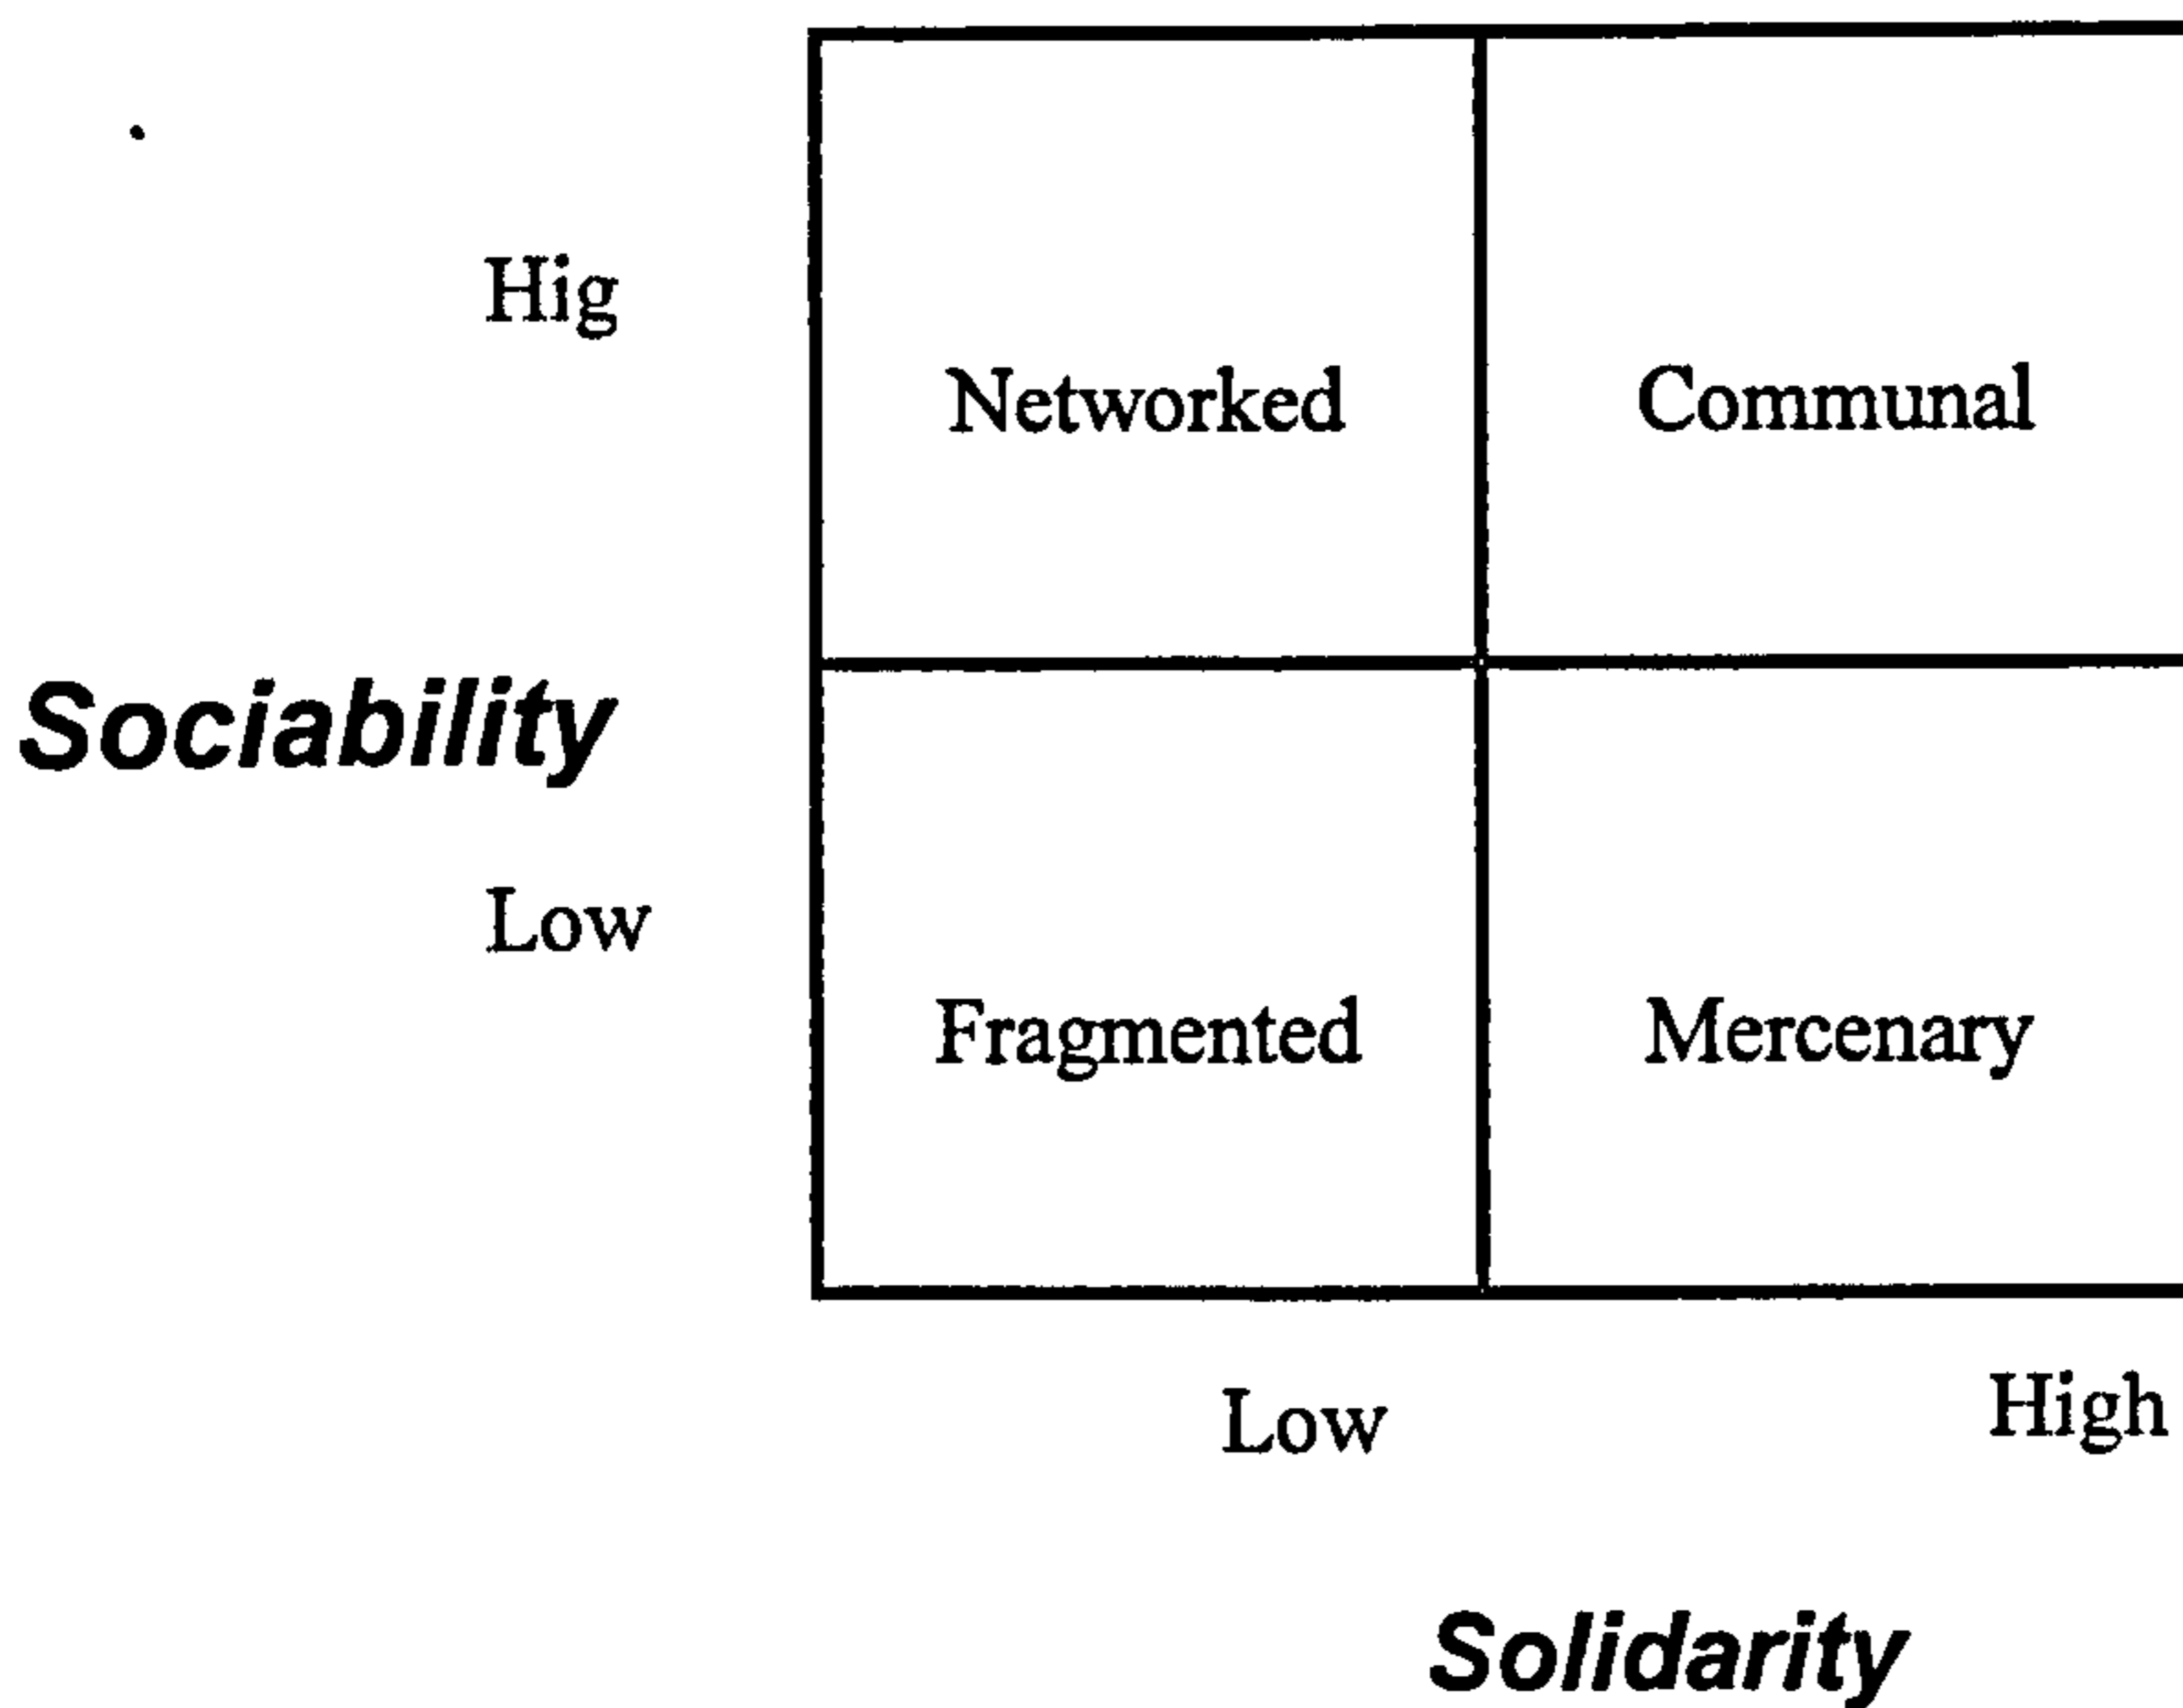 Hig
Networked Communal
Sociability
Low
Fragmented Mercenary
Low High
Solidarity